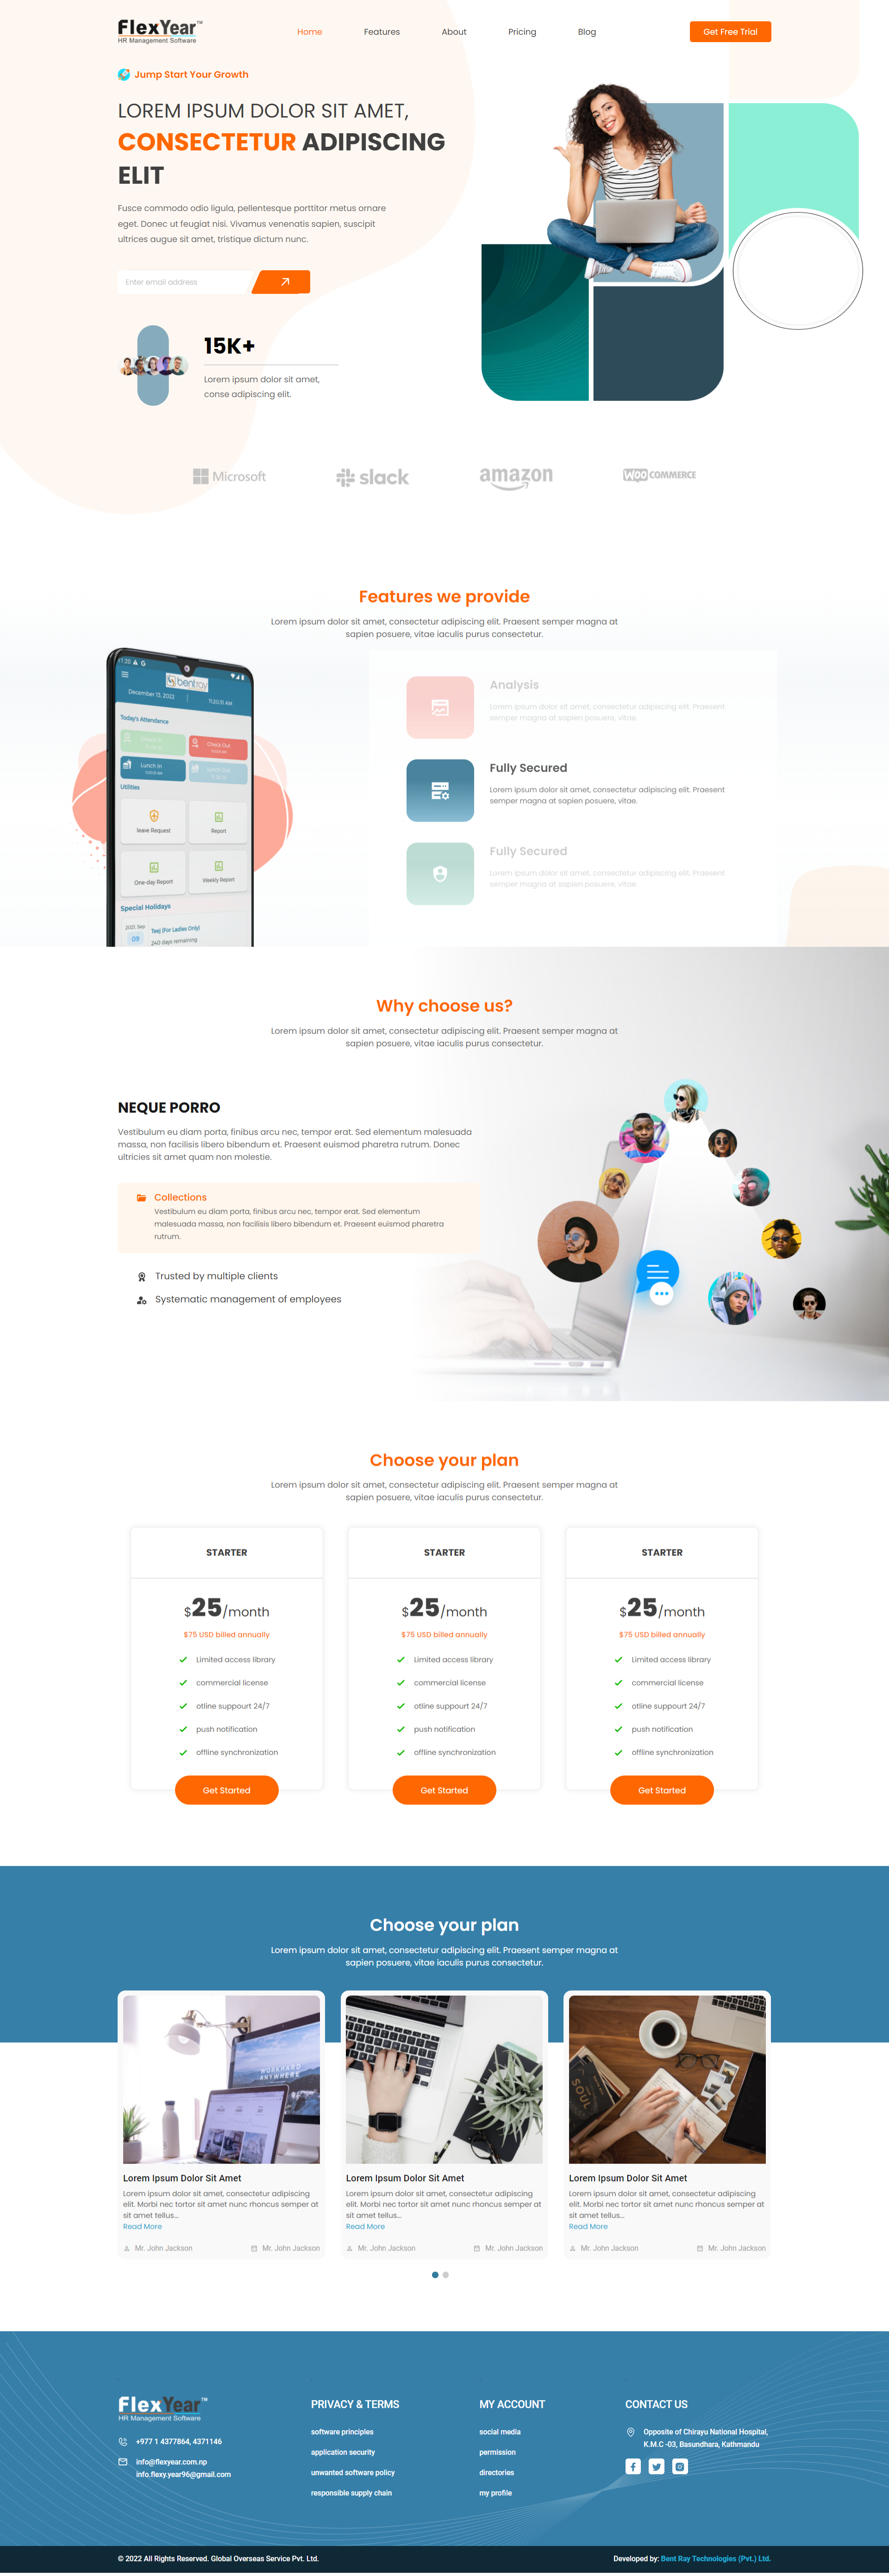 FlexYear™
HR Management Software
Home
Features
About
Pricing
Blog
Get Free Trial
Jump Start Your Growth
LOREM IPSUM DOLOR SIT AMET,
CONSECTETUR ADIPISCING
ELIT
Fusce commodo odio ligula, pellentesque porttitor metus ornare
eget. Donec ut feugiat nisi. Vivamus venenatis sapien, suscipit
ultrices augue sit amet, tristique dictum nunc.
Enter email address
15K+
Lorem ipsum dolor sit amet,
conse adipiscing elit.
Microsoft
slack
amazon
WOO COMMERCE
Features we provide
Lorem ipsum dolor sit amet, consectetur adipiscing elit. Praesent semper magna at
sapien posuere, vitae iaculis purus consectetur.
11:20
bentray
December 13, 2022
11:20:31 AM
Today's Attendance
Check Out
Lunch In
Utilities
leave Request
Report
One-day Report
Weekly Report
Special Holidays
2021, Sep
09
Teej (For Ladies Only)
240 days remaining
Analysis
Lorem ipsum dolor sit amet, consectetur adipiscing elit. Praesent
semper magna at sapien posuere, vitae.
Fully Secured
Lorem ipsum dolor sit amet, consectetur adipiscing elit. Praesent
semper magna at sapien posuere, vitae.
Fully Secured
Lorem ipsum dolor sit amet, consectetur adipiscing elit. Praesent
semper magna at sapien posuere, vitae.
Why choose us?
Lorem ipsum dolor sit amet, consectetur adipiscing elit. Praesent semper magna at
sapien posuere, vitae iaculis purus consectetur.
NEQUE PORRO
Vestibulum eu diam porta, finibus arcu nec, tempor erat. Sed elementum malesuada
massa, non facilisis libero bibendum et. Praesent euismod pharetra rutrum. Donec
ultricies sit amet quam non molestie.
Collections
Vestibulum eu diam porta, finibus arcu nec, tempor erat. Sed elementum
malesuada massa, non facilisis libero bibendum et. Praesent euismod pharetra
rutrum.
Trusted by multiple clients
Systematic management of employees
Choose your plan
Lorem ipsum dolor sit amet, consectetur adipiscing elit. Praesent semper magna at
sapien posuere, vitae iaculis purus consectetur.
STARTER
$25/month
$75 USD billed annually
Limited access library
commercial license
otline suppourt 24/7
push notification
offline synchronization
Get Started
STARTER
$25/month
$75 USD billed annually
Limited access library
commercial license
otline suppourt 24/7
push notification
offline synchronization
Get Started
STARTER
$25/month
$75 USD billed annually
Limited access library
commercial license
otline suppourt 24/7
push notification
offline synchronization
Get Started
Choose your plan
Lorem ipsum dolor sit amet, consectetur adipiscing elit. Praesent semper magna at
sapien posuere, vitae iaculis purus consectetur.
WORK HARD
ANYWHERE
Lorem Ipsum Dolor Sit Amet
Lorem ipsum dolor sit amet, consectetur adipiscing
elit. Morbi nec tortor sit amet nunc rhoncus semper at
sit amet tellus...
Read More
Mr. John Jackson
Mr. John Jackson
Lorem Ipsum Dolor Sit Amet
Lorem ipsum dolor sit amet, consectetur adipiscing
elit. Morbi nec tortor sit amet nunc rhoncus semper at
sit amet tellus...
Read More
Mr. John Jackson
Mr. John Jackson
SOUL
Lorem Ipsum Dolor Sit Amet
Lorem ipsum dolor sit amet, consectetur adipiscing
elit. Morbi nec tortor sit amet nunc rhoncus semper at
sit amet tellus...
Read More
Mr. John Jackson
Mr. John Jackson
FlexYear™
HR Management Software
+977 1 4377864, 4371146
info@flexyear.com.np
info.flexy.year96@gmail.com
PRIVACY & TERMS
software principles
application security
unwanted software policy
responsible supply chain
MY ACCOUNT
social media
permission
directories
my profile
CONTACT US
Opposite of Chirayu National Hospital,
K.M.C -03, Basundhara, Kathmandu
© 2022 All Rights Reserved. Global Overseas Service Pvt. Ltd.
Developed by: Bent Ray Technologies (Pvt.) Ltd.